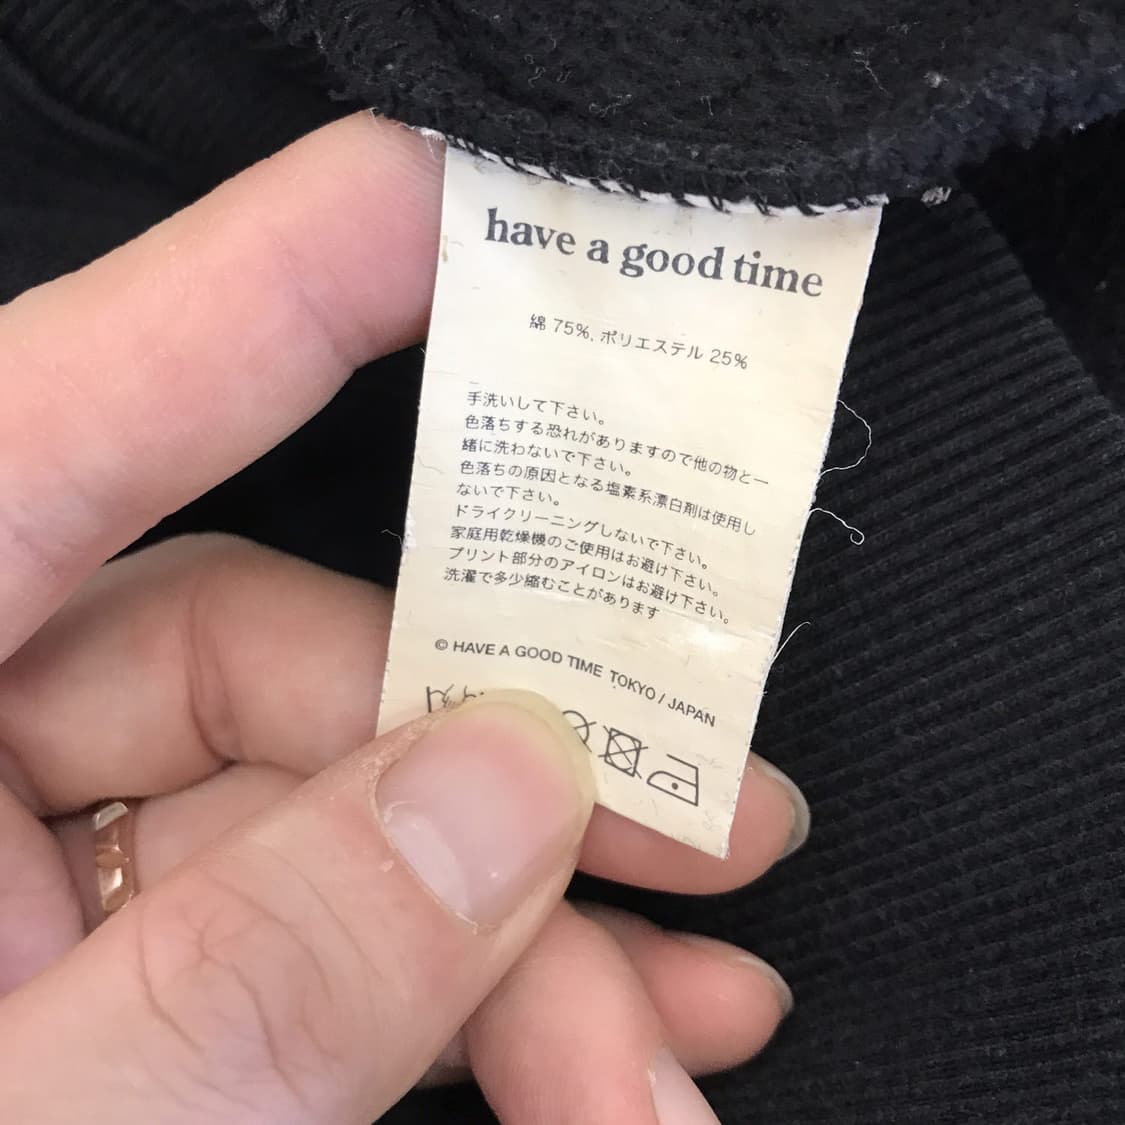 have a good time
綿 75%, ポリエステル 25%
手洗いして下さい。
色落ちする恐れがありますので他の物と一
緒に洗わないで下さい。
色落ちの原因となる塩素系漂白剤は使用し
ないで下さい。
ドライクリーニングしないで下さい。
家庭用乾燥機のご使用はお避け下さい。
プリント部分のアイロンはお避け下さい。
洗濯で多少縮むことがあります
© HAVE A GOOD TIME TOKYO / JAPAN